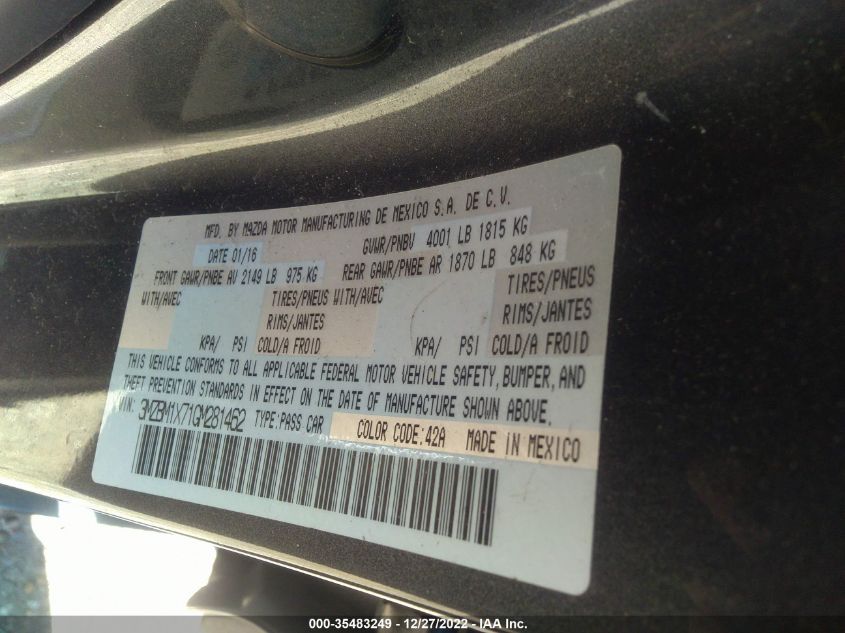 MFD. BY MAZDA MOTOR MANUFACTURING DE MEXICO S.A. DE C.V.
DATE 01/16 GVWR/PNBV 4001 LB 1815 KG
FRONT GAWR/PNBE AV 2149 LB 975 KG REAR GAWR/PNBE AR 1870 LB 848 KG
WITH/AVEC TIRES/PNEUS WITH/AVEC TIRES/PNEUS
RIMS/JANTES RIMS/JANTES
KPA/ PSI COLD/A FROID KPA/ PSI COLD/A FROID
THIS VEHICLE CONFORMS TO ALL APPLICABLE FEDERAL MOTOR VEHICLE SAFETY, BUMPER, AND
THEFT PREVENTION STANDARDS IN EFFECT ON THE DATE OF MANUFACTURE SHOWN ABOVE.
VIN: 3MZBM1X71GM281462 TYPE:PASS CAR COLOR CODE:42A MADE IN MEXICO
000-35483249 - 12/27/2022 - IAA Inc.